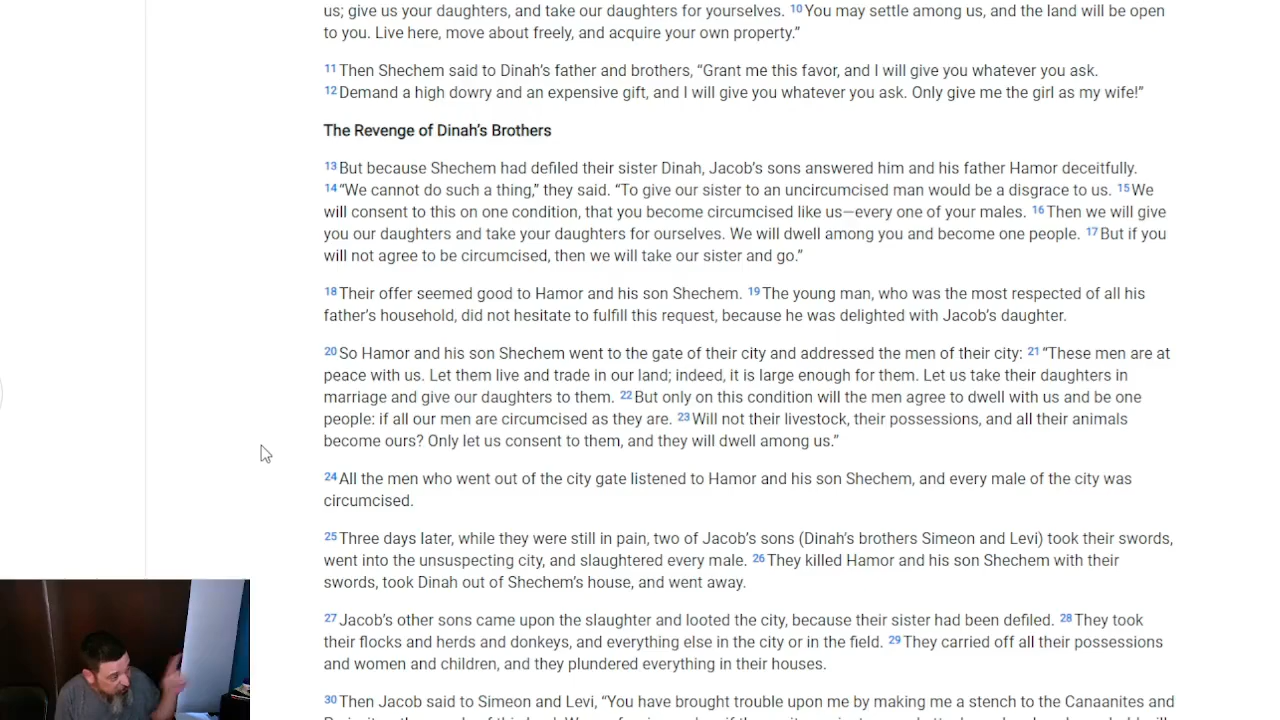 us; give us your daughters, and take our daughters for yourselves. 10 You may settle among us, and the land will be open
to you. Live here, move about freely, and acquire your own property.”
11 Then Shechem said to Dinah’s father and brothers, “Grant me this favor, and I will give you whatever you ask.
12 Demand a high dowry and an expensive gift, and I will give you whatever you ask. Only give me the girl as my wife!”
The Revenge of Dinah’s Brothers
13 But because Shechem had defiled their sister Dinah, Jacob’s sons answered him and his father Hamor deceitfully.
14 “We cannot do such a thing,” they said. “To give our sister to an uncircumcised man would be a disgrace to us. 15 We
will consent to this on one condition, that you become circumcised like us—every one of your males. 16 Then we will give
you our daughters and take your daughters for ourselves. We will dwell among you and become one people. 17 But if you
will not agree to be circumcised, then we will take our sister and go.”
18 Their offer seemed good to Hamor and his son Shechem. 19 The young man, who was the most respected of all his
father’s household, did not hesitate to fulfill this request, because he was delighted with Jacob’s daughter.
20 So Hamor and his son Shechem went to the gate of their city and addressed the men of their city: 21 “These men are at
peace with us. Let them live and trade in our land; indeed, it is large enough for them. Let us take their daughters in
marriage and give our daughters to them. 22 But only on this condition will the men agree to dwell with us and be one
people: if all our men are circumcised as they are. 23 Will not their livestock, their possessions, and all their animals
become ours? Only let us consent to them, and they will dwell among us.”
24 All the men who went out of the city gate listened to Hamor and his son Shechem, and every male of the city was
circumcised.
25 Three days later, while they were still in pain, two of Jacob’s sons (Dinah’s brothers Simeon and Levi) took their swords,
went into the unsuspecting city, and slaughtered every male. 26 They killed Hamor and his son Shechem with their
swords, took Dinah out of Shechem’s house, and went away.
27 Jacob’s other sons came upon the slaughter and looted the city, because their sister had been defiled. 28 They took
their flocks and herds and donkeys, and everything else in the city or in the field. 29 They carried off all their possessions
and women and children, and they plundered everything in their houses.
30 Then Jacob said to Simeon and Levi, “You have brought trouble upon me by making me a stench to the Canaanites and